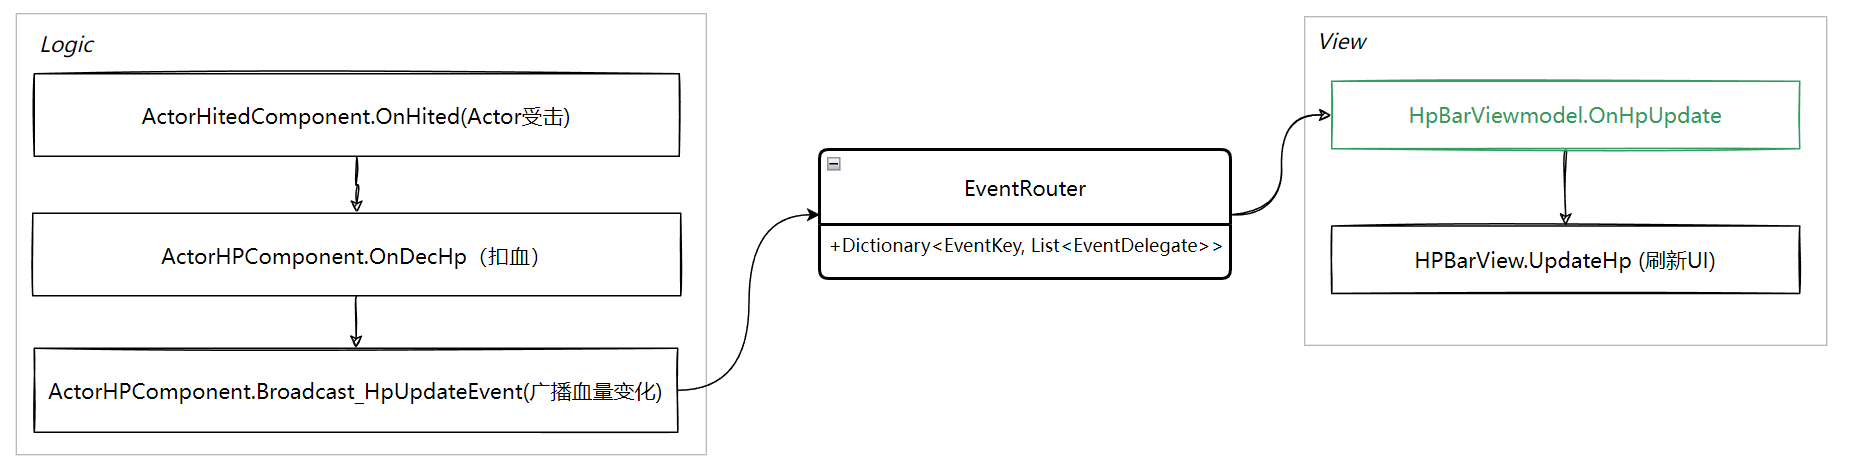 Logic
ActorHitedComponent.OnHited(Actor受击)
ActorHPComponent.OnDecHp（扣血）
ActorHPComponent.Broadcast_HpUpdateEvent(广播血量变化)
EventRouter
+Dictionary<EventKey, List<EventDelegate>>
View
HpBarViewmodel.OnHpUpdate
HPBarView.UpdateHp (刷新UI)